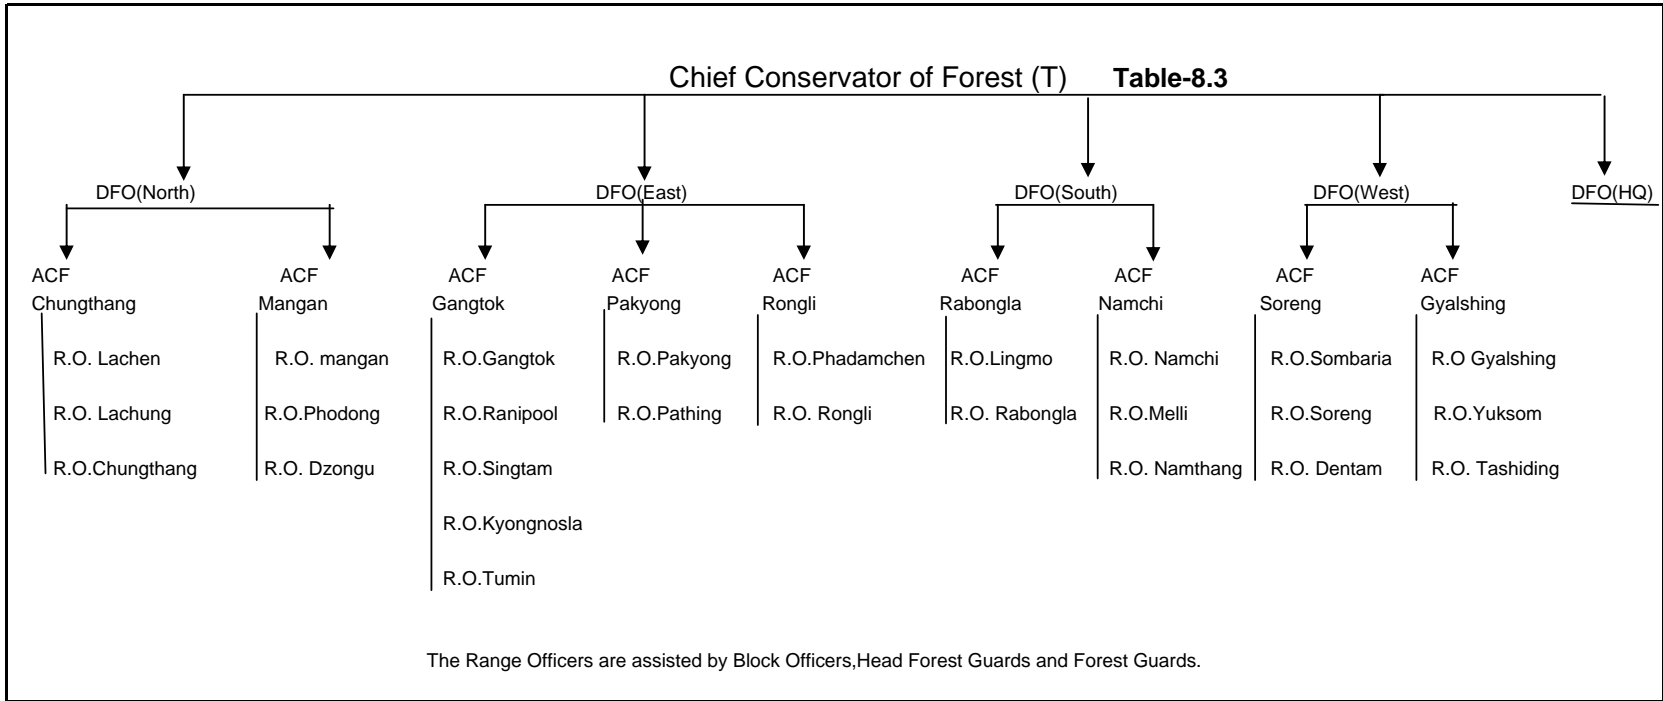 Chief Conservator of Forest (T) Table-8.3
DFO(North) DFO(East) DFO(South) DFO(West) DFO(HQ)
ACF ACF ACF ACF ACF ACF ACF ACF ACF
Chungthang Mangan Gangtok Pakyong Rongli Rabongla Namchi Soreng Gyalshing
R.O. Lachen R.O. mangan R.O.Gangtok R.O.Pakyong R.O.Phadamchen R.O.Lingmo R.O. Namchi R.O.Sombaria R.O Gyalshing
R.O. Lachung R.O.Phodong R.O.Ranipool R.O.Pathing R.O. Rongli R.O. Rabongla R.O.Melli R.O.Soreng R.O.Yuksom
R.O.Chungthang R.O. Dzongu R.O.Singtam R.O. Namthang R.O. Dentam R.O. Tashiding
R.O.Kyongnosla
R.O.Tumin
The Range Officers are assisted by Block Officers,Head Forest Guards and Forest Guards.